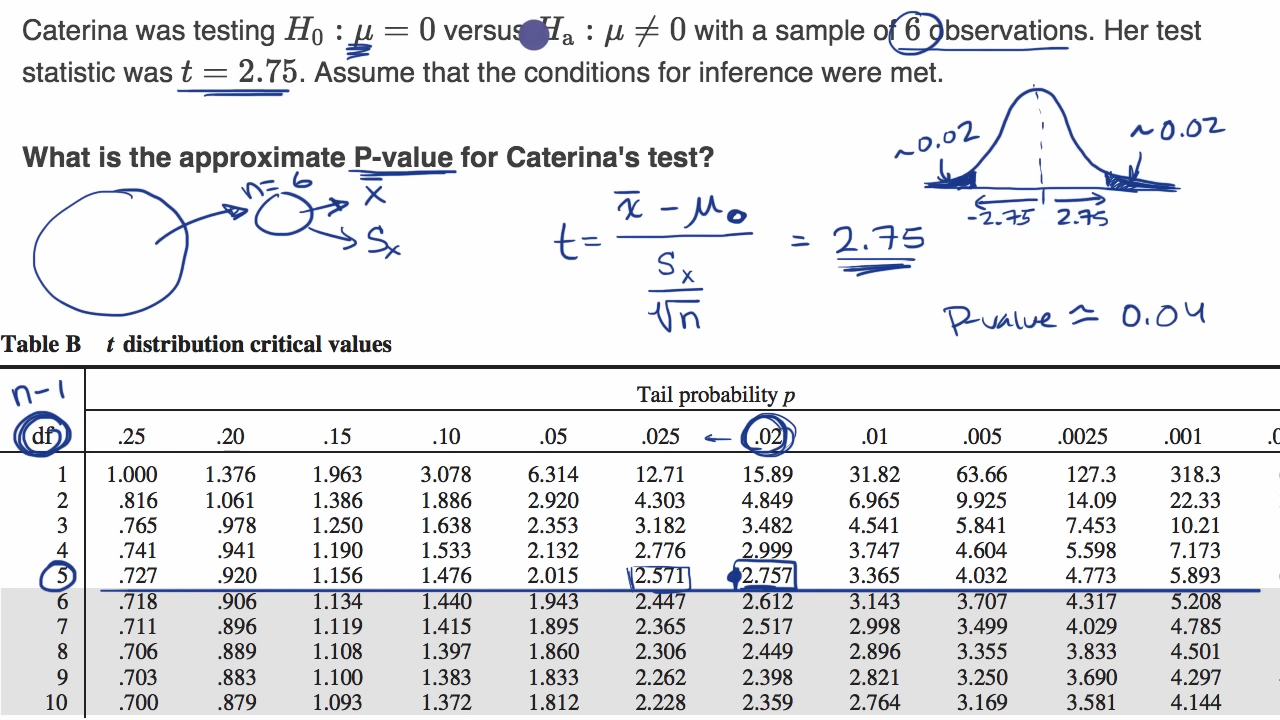 Caterina was testing H₀ : μ = 0 versus Hₐ : μ ≠ 0 with a sample of 6 observations. Her test
statistic was t = 2.75. Assume that the conditions for inference were met.
~0.02
~0.02
What is the approximate P-value for Caterina's test?
n = 6
x̄
Sₓ
t = (x̄ − μ₀) / (Sₓ / √n) = 2.75
-2.75 2.75
P-value ≈ 0.04
Table B t distribution critical values
n-1
Tail probability p
df .25 .20 .15 .10 .05 .025 ← .02 .01 .005 .0025 .001
1 1.000 1.376 1.963 3.078 6.314 12.71 15.89 31.82 63.66 127.3 318.3
2 .816 1.061 1.386 1.886 2.920 4.303 4.849 6.965 9.925 14.09 22.33
3 .765 .978 1.250 1.638 2.353 3.182 3.482 4.541 5.841 7.453 10.21
4 .741 .941 1.190 1.533 2.132 2.776 2.999 3.747 4.604 5.598 7.173
5 .727 .920 1.156 1.476 2.015 2.571 2.757 3.365 4.032 4.773 5.893
6 .718 .906 1.134 1.440 1.943 2.447 2.612 3.143 3.707 4.317 5.208
7 .711 .896 1.119 1.415 1.895 2.365 2.517 2.998 3.499 4.029 4.785
8 .706 .889 1.108 1.397 1.860 2.306 2.449 2.896 3.355 3.833 4.501
9 .703 .883 1.100 1.383 1.833 2.262 2.398 2.821 3.250 3.690 4.297
10 .700 .879 1.093 1.372 1.812 2.228 2.359 2.764 3.169 3.581 4.144